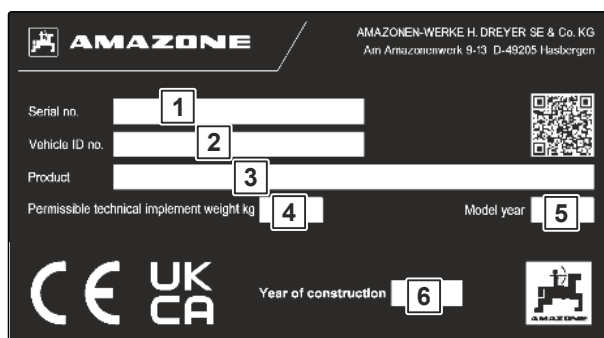 AMAZONE
AMAZONEN-WERKE H. DREYER SE & Co. KG
Am Amazonenwerk 9-13 D-49205 Hasbergen
Serial no. 1
Vehicle ID no. 2
Product 3
Permissible technical implement weight kg 4
Model year 5
CE
UK
CA
Year of construction 6
AMAZONE